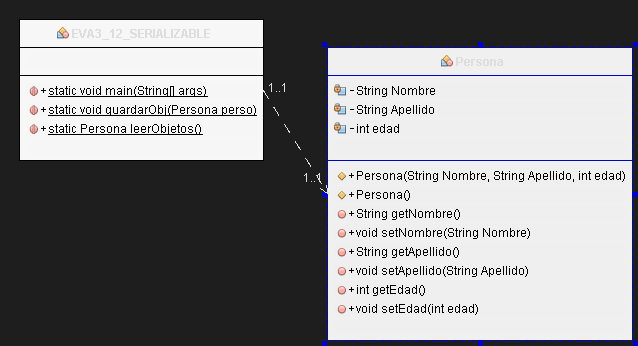 EVA3_12_SERIALIZABLE
+ static void main(String[] args)
+ static void guardarObj(Persona perso)
+ static Persona leerObjetos()
1..1
1..1
Persona
- String Nombre
- String Apellido
- int edad
+ Persona(String Nombre, String Apellido, int edad)
+ Persona()
+ String getNombre()
+ void setNombre(String Nombre)
+ String getApellido()
+ void setApellido(String Apellido)
+ int getEdad()
+ void setEdad(int edad)